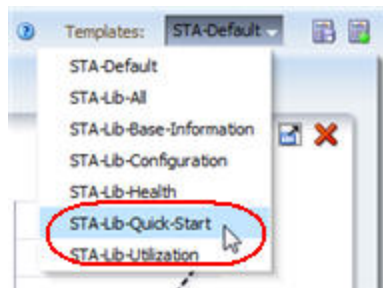 Templates: STA-Default
STA-Default
STA-Lib-All
STA-Lib-Base-Information
STA-Lib-Configuration
STA-Lib-Health
STA-Lib-Quick-Start
STA-Lib-Utilization